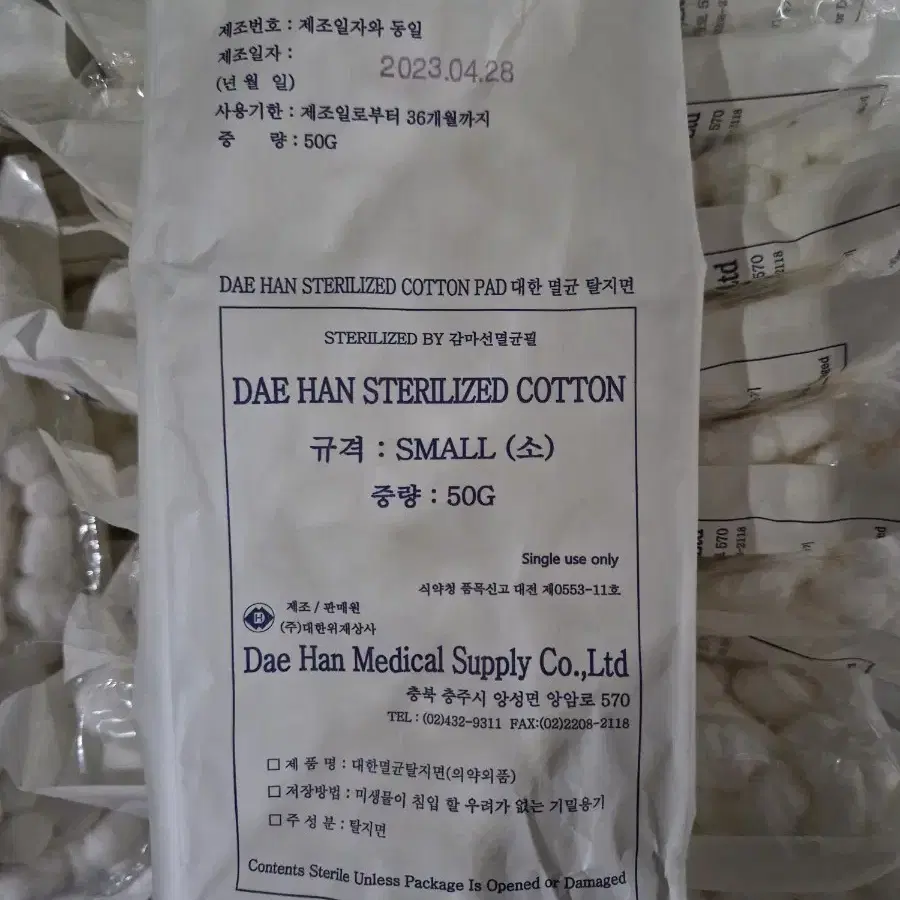 제조번호 : 제조일자와 동일
제조일자 :
(년 월 일)
2023.04.28
사용기한 : 제조일로부터 36개월까지
중 량 : 50G
DAE HAN STERILIZED COTTON PAD 대한 멸균 탈지면
STERILIZED BY 감마선멸균필
DAE HAN STERILIZED COTTON
규격 : SMALL (소)
중량 : 50G
Single use only
식약청 품목신고 대전 제0553-11호
제조 / 판매원
(주)대한위재상사
Dae Han Medical Supply Co.,Ltd
충북 충주시 앙성면 앙암로 570
TEL : (02)432-9311 FAX:(02)2208-2118
□ 제 품 명 : 대한멸균탈지면(의약외품)
□ 저장방법 : 미생물이 침입 할 우려가 없는 기밀용기
□ 주 성 분 : 탈지면
Contents Sterile Unless Package Is Opened or Damaged
570
2118
Ltd
570
2118
570
2118